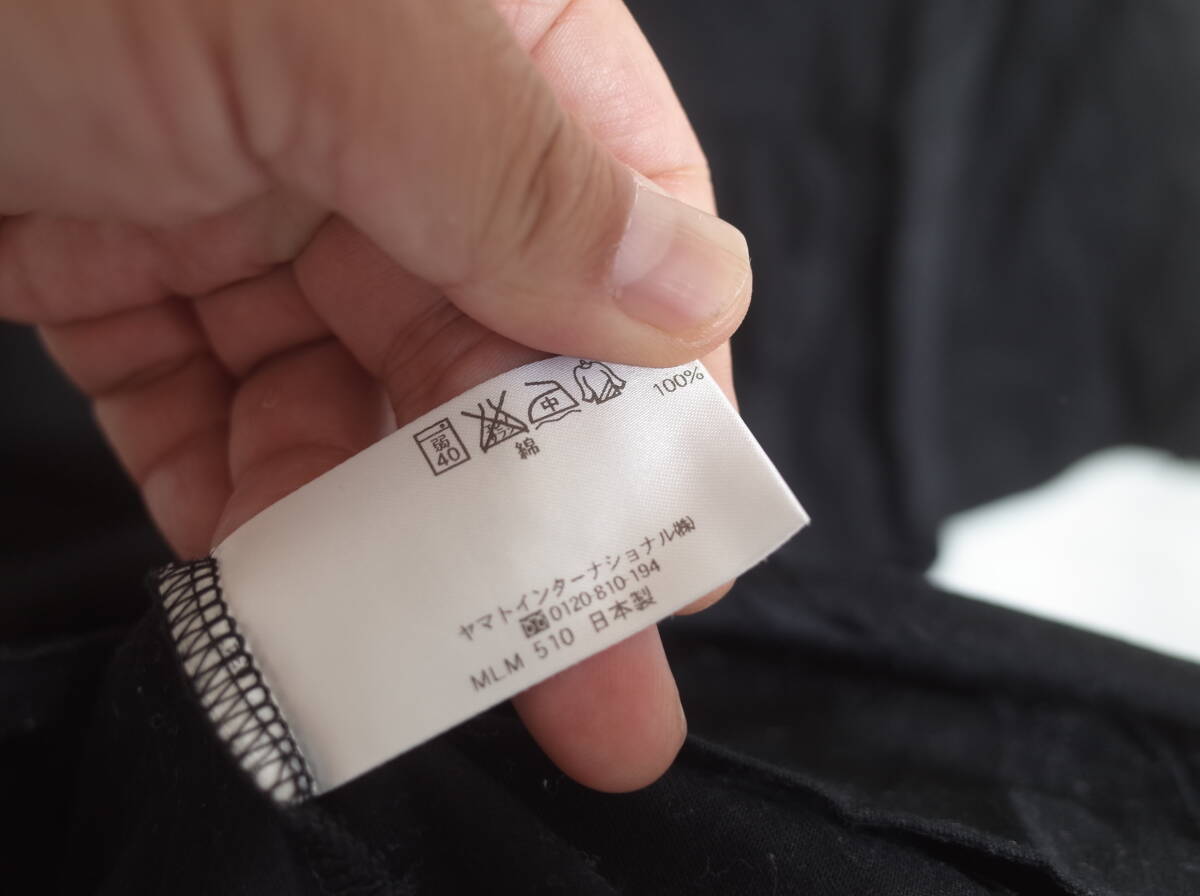 弱
40
中
綿 100%
ヤマトインターナショナル㈱
0120-810-194
MLM 510 日本製